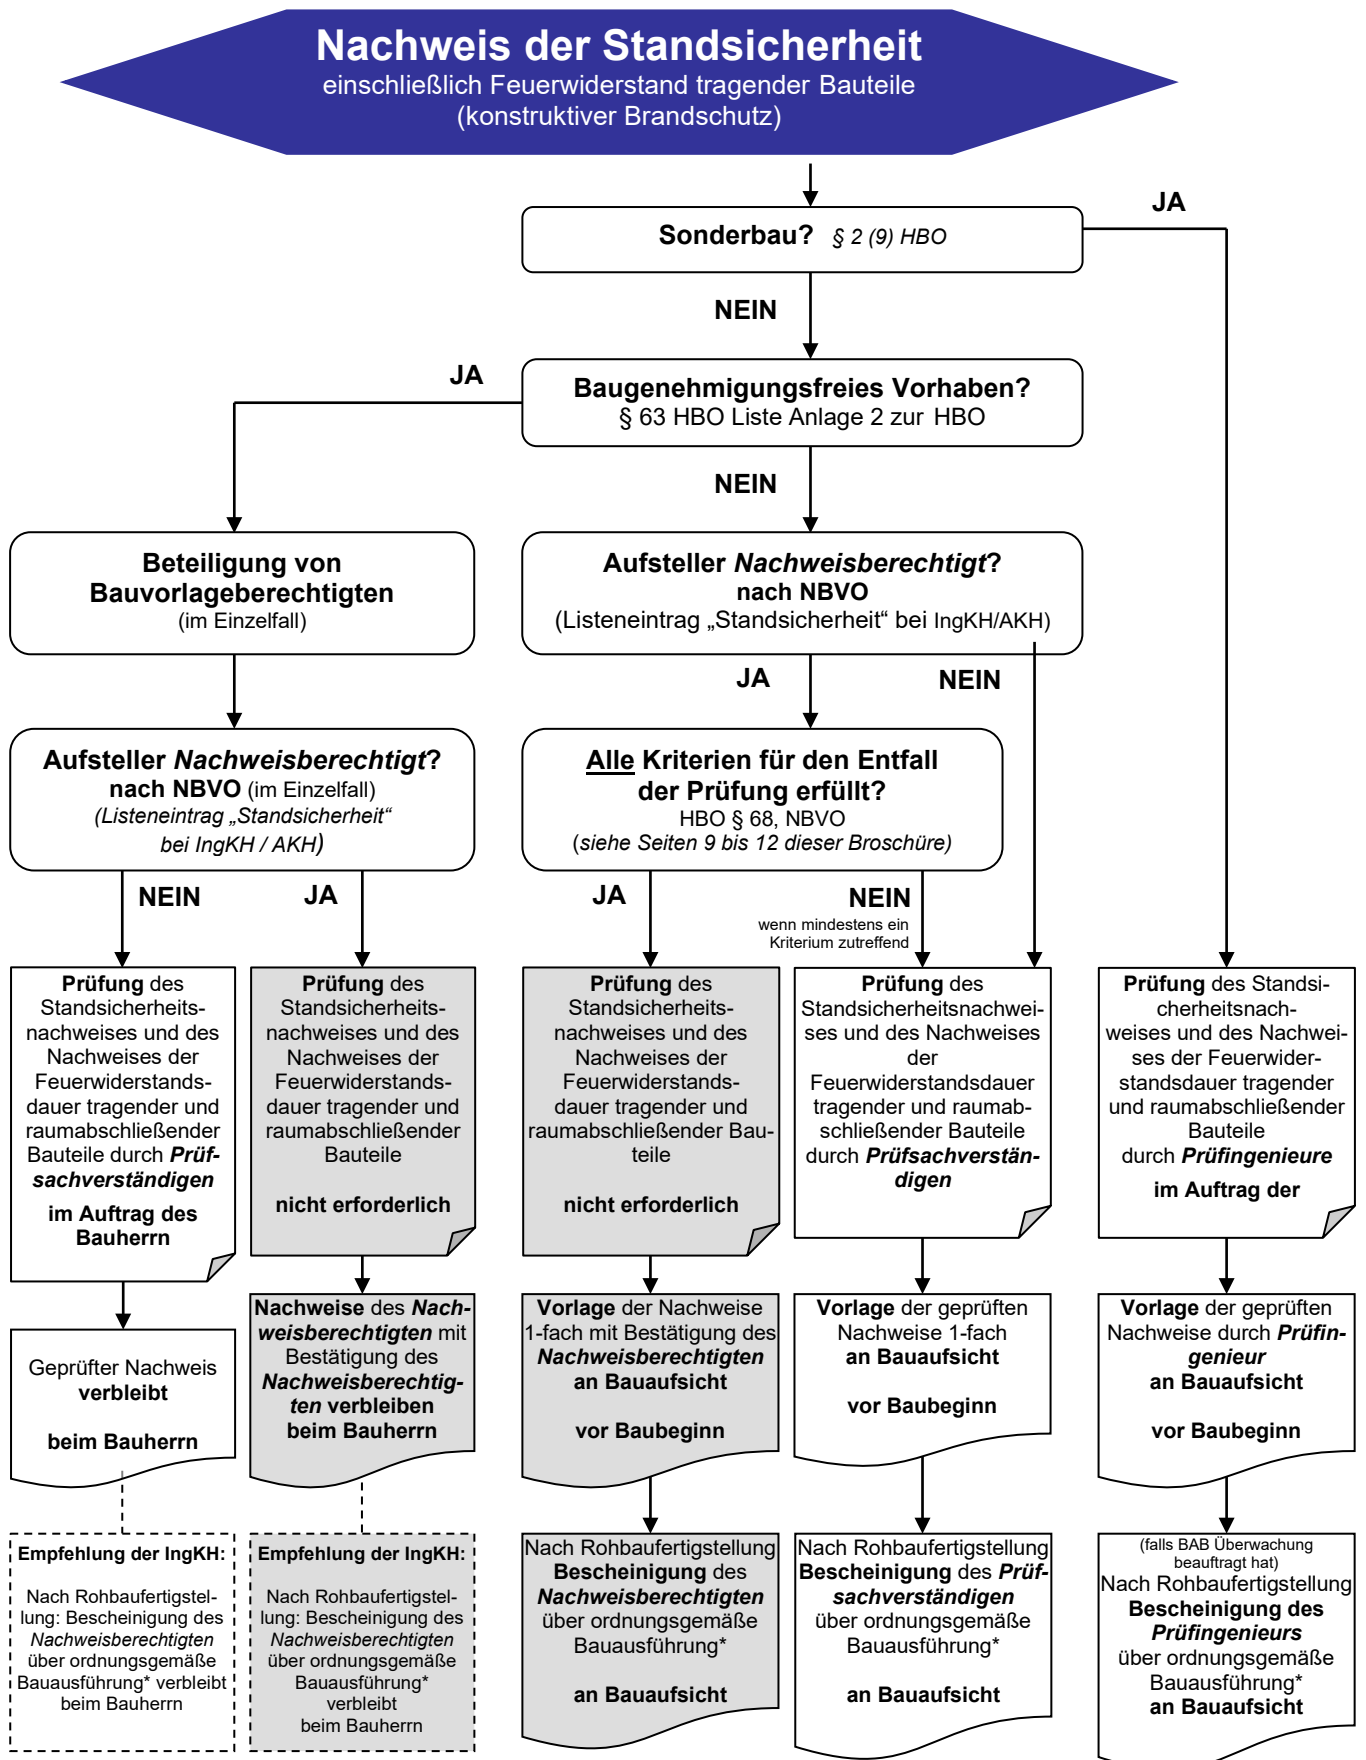 Nachweis der Standsicherheit
einschließlich Feuerwiderstand tragender Bauteile
(konstruktiver Brandschutz)
JA
Sonderbau? § 2 (9) HBO
NEIN
JA
Baugenehmigungsfreies Vorhaben?
§ 63 HBO Liste Anlage 2 zur HBO
NEIN
Beteiligung von
Bauvorlageberechtigten
(im Einzelfall)
Aufsteller Nachweisberechtigt?
nach NBVO
(Listeneintrag „Standsicherheit“ bei IngKH/AKH)
JA
NEIN
Aufsteller Nachweisberechtigt?
nach NBVO (im Einzelfall)
(Listeneintrag „Standsicherheit“
bei IngKH / AKH)
Alle Kriterien für den Entfall
der Prüfung erfüllt?
HBO § 68, NBVO
(siehe Seiten 9 bis 12 dieser Broschüre)
NEIN
JA
JA
NEIN
wenn mindestens ein
Kriterium zutreffend
Prüfung des
Standsicherheits-
nachweises und des
Nachweises der
Feuerwiderstands-
dauer tragender und
raumabschließender
Bauteile durch Prüf-
sachverständigen
im Auftrag des
Bauherrn
Prüfung des
Standsicherheits-
nachweises und des
Nachweises der
Feuerwiderstands-
dauer tragender und
raumabschließender
Bauteile
nicht erforderlich
Prüfung des
Standsicherheits-
nachweises und des
Nachweises der
Feuerwiderstands-
dauer tragender und
raumabschließender Bau-
teile
nicht erforderlich
Prüfung des
Standsicherheitsnachwei-
ses und des Nachweises
der
Feuerwiderstandsdauer
tragender und raumab-
schließender Bauteile
durch Prüfsachverstän-
digen
Prüfung des Standsi-
cherheitsnach-
weises und des Nachwei-
ses der Feuerwider-
standsdauer tragender
und raumabschließender
Bauteile
durch Prüfingenieure
im Auftrag der
Geprüfter Nachweis
verbleibt
beim Bauherrn
Nachweise des Nach-
weisberechtigten mit
Bestätigung des
Nachweisberechtig-
ten verbleiben
beim Bauherrn
Vorlage der Nachweise
1-fach mit Bestätigung des
Nachweisberechtigten
an Bauaufsicht
vor Baubeginn
Vorlage der geprüften
Nachweise 1-fach
an Bauaufsicht
vor Baubeginn
Vorlage der geprüften
Nachweise durch Prüfin-
genieur
an Bauaufsicht
vor Baubeginn
Empfehlung der IngKH:
Nach Rohbaufertigstel-
lung: Bescheinigung des
Nachweisberechtigten
über ordnungsgemäße
Bauausführung* verbleibt
beim Bauherrn
Empfehlung der IngKH:
Nach Rohbaufertigstel-
lung: Bescheinigung des
Nachweisberechtigten
über ordnungsgemäße
Bauausführung*
verbleibt
beim Bauherrn
Nach Rohbaufertigstellung
Bescheinigung des
Nachweisberechtigten
über ordnungsgemäße
Bauausführung*
an Bauaufsicht
Nach Rohbaufertigstellung
Bescheinigung des Prüf-
sachverständigen
über ordnungsgemäße
Bauausführung*
an Bauaufsicht
(falls BAB Überwachung
beauftragt hat)
Nach Rohbaufertigstellung
Bescheinigung des
Prüfingenieurs
über ordnungsgemäße
Bauausführung*
an Bauaufsicht